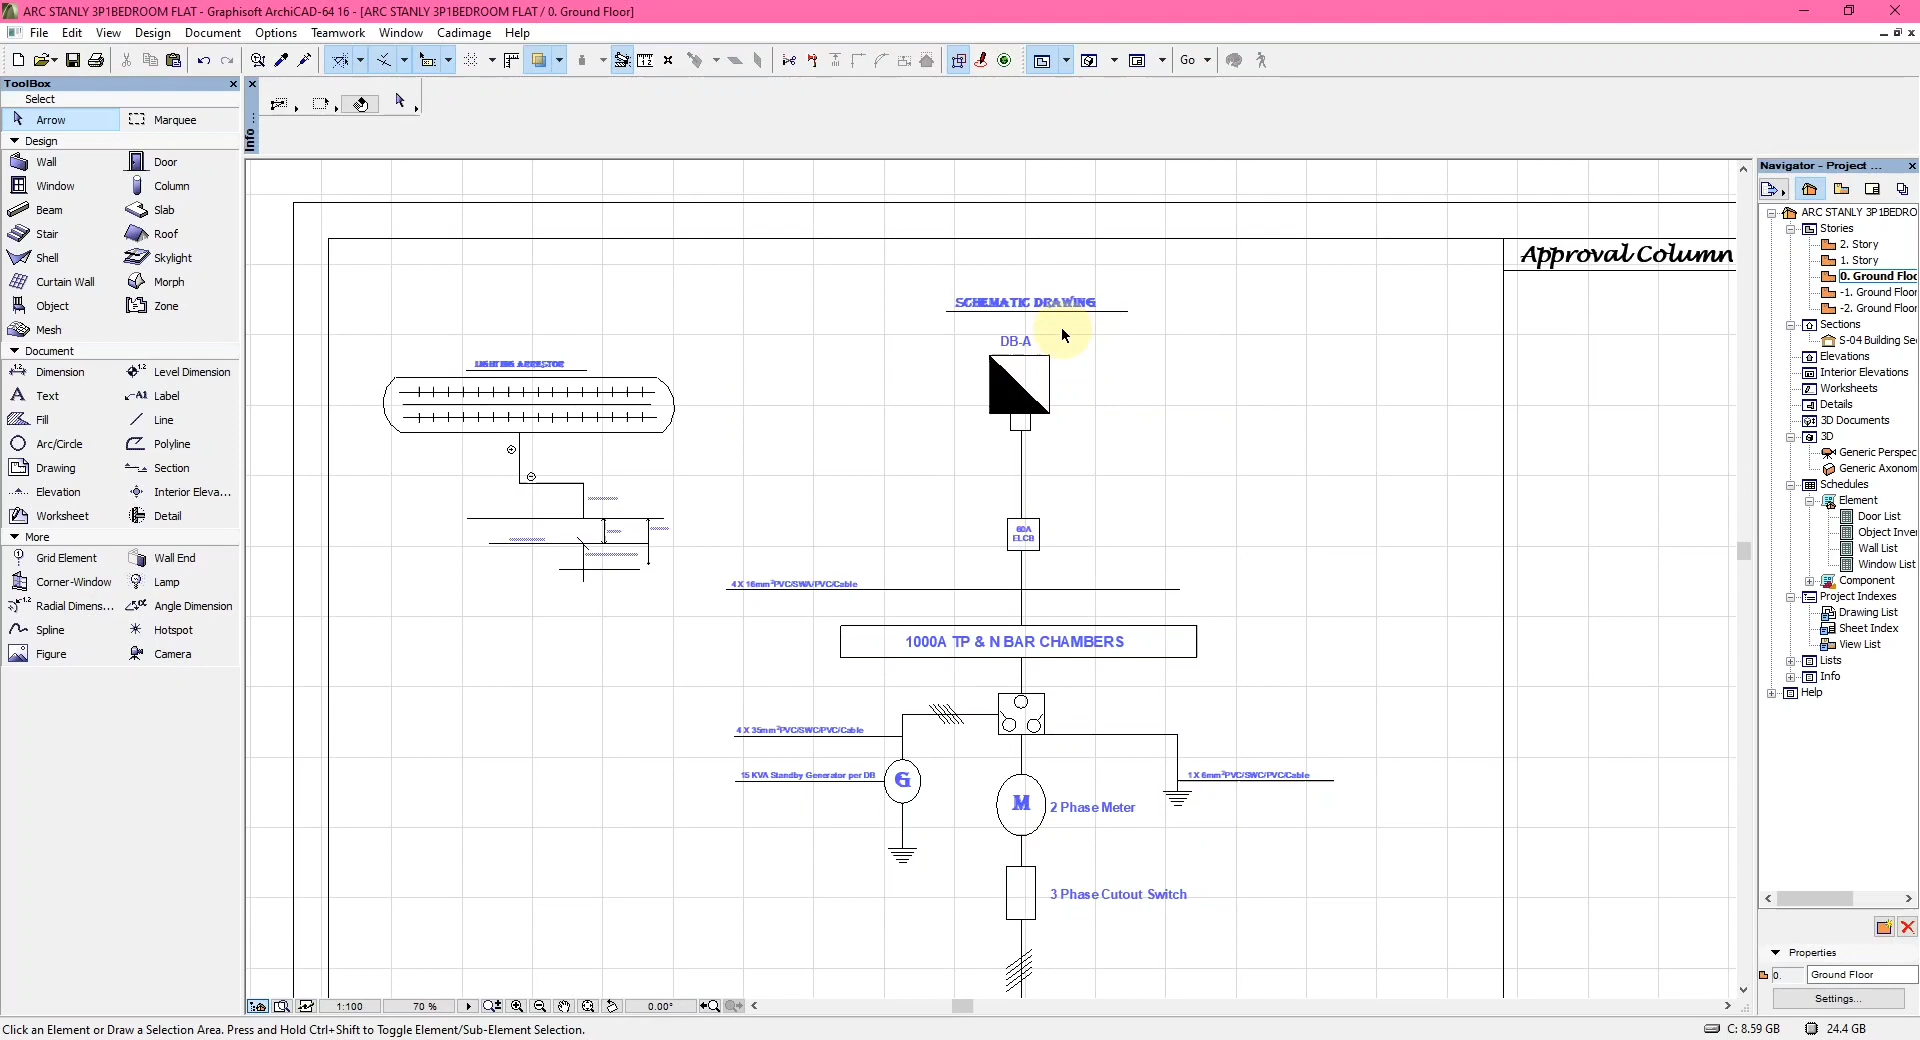 ARC STANLY 3P1BEDROOM FLAT - Graphisoft ArchiCAD-64 16 - [ARC STANLY 3P1BEDROOM FLAT / 0. Ground Floor]
File Edit View Design Document Options Teamwork Window Cadimage Help
Go
ToolBox
Select
Arrow Marquee
Design
Wall Door
Window Column
Beam Slab
Stair Roof
Shell Skylight
Curtain Wall Morph
Object Zone
Mesh
Document
Dimension Level Dimension
Text Label
Fill Line
Arc/Circle Polyline
Drawing Section
Elevation Interior Eleva...
Worksheet Detail
More
Grid Element Wall End
Corner-Window Lamp
Radial Dimens... Angle Dimension
Spline Hotspot
Figure Camera
Info ...
Approval Column
SCHEMATIC DRAWING
DB-A
LIGHTING ARRESTOR
60A
ELCB
4 X 16mm²PVC/SWA/PVC/Cable
1000A TP & N BAR CHAMBERS
4 X 35mm²PVC/SWC/PVC/Cable
15 KVA Standby Generator per DB
G
M
2 Phase Meter
1 X 6mm²PVC/SWC/PVC/Cable
3 Phase Cutout Switch
Navigator - Project ...
ARC STANLY 3P1BEDRO
Stories
2. Story
1. Story
0. Ground Floo
-1. Ground Floor
-2. Ground Floor
Sections
S-04 Building Se
Elevations
Interior Elevations
Worksheets
Details
3D Documents
3D
Generic Perspec
Generic Axonom
Schedules
Element
Door List
Object Inve
Wall List
Window List
Component
Project Indexes
Drawing List
Sheet Index
View List
Lists
Info
Help
Properties
0. Ground Floor
Settings...
1:100 70 % 0.00°
Click an Element or Draw a Selection Area. Press and Hold Ctrl+Shift to Toggle Element/Sub-Element Selection.
C: 8.59 GB 24.4 GB